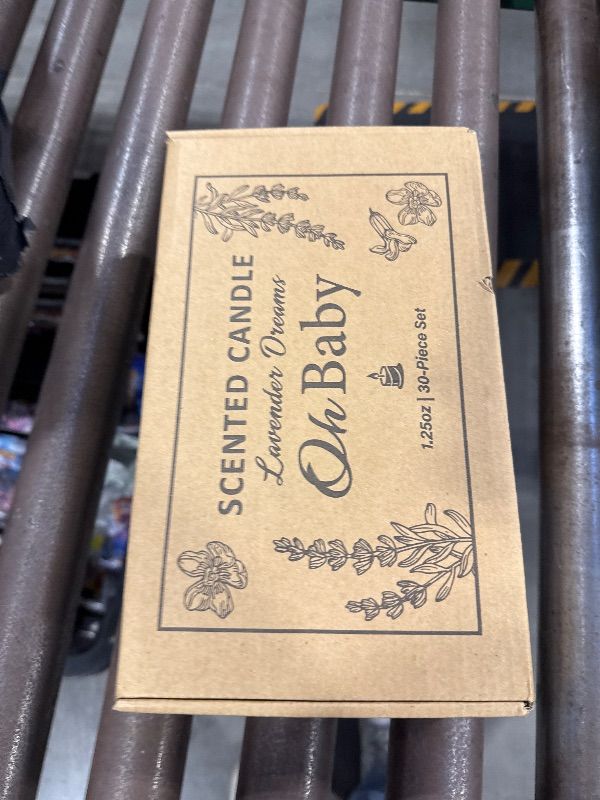 SCENTED CANDLE
Lavender Dreams
Oh Baby
1.25oz | 30-Piece Set